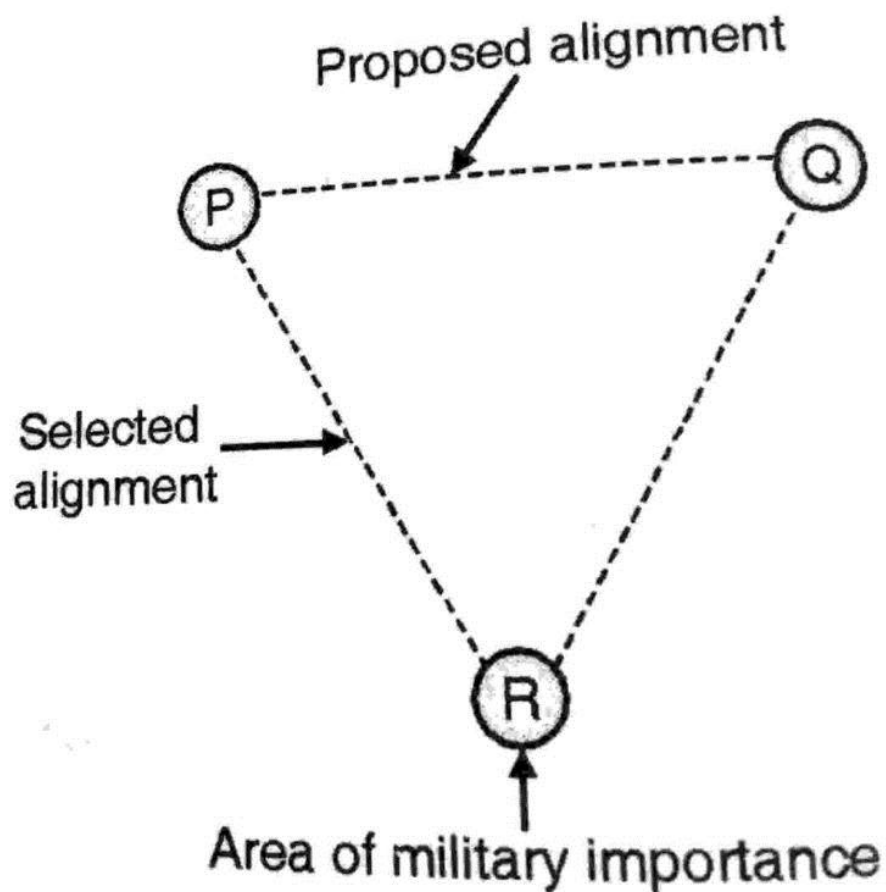 Proposed alignment
P
Q
Selected
alignment
R
Area of military importance